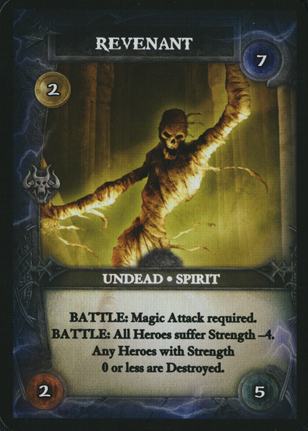 REVENANT
7
2
UNDEAD • SPIRIT
BATTLE: Magic Attack required.
BATTLE: All Heroes suffer Strength –4.
Any Heroes with Strength
0 or less are Destroyed.
2
5